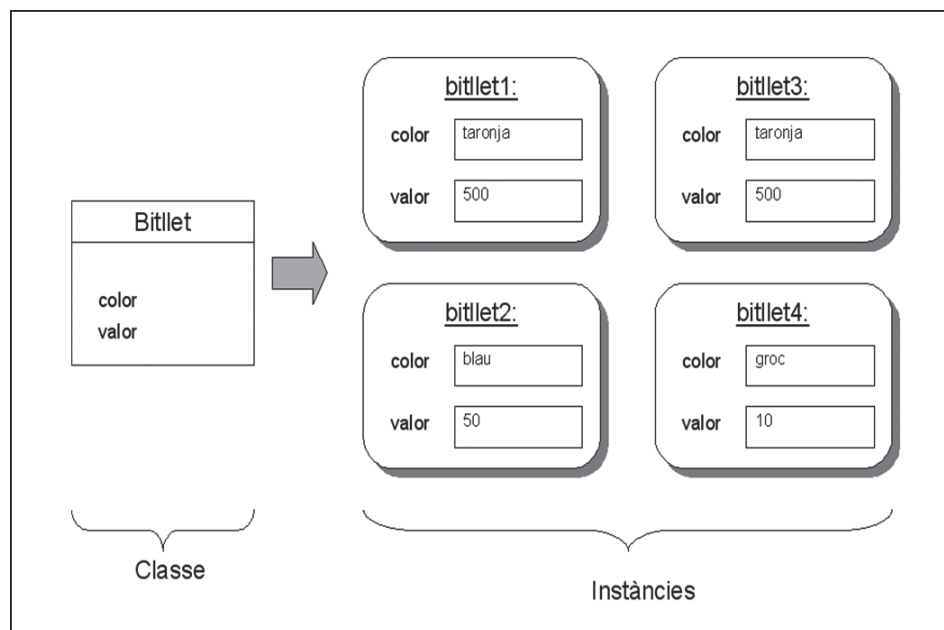 Bitllet
color
valor
bitllet1:
color
taronja
valor
500
bitllet3:
color
taronja
valor
500
bitllet2:
color
blau
valor
50
bitllet4:
color
groc
valor
10
Classe
Instàncies